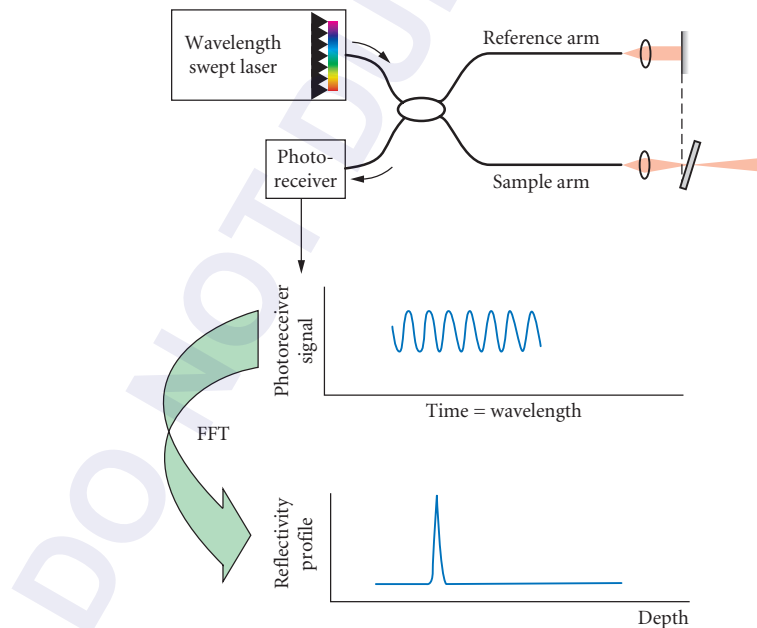 Wavelength
swept laser
Reference arm
Photo-
receiver
Sample arm
Photoreceiver
signal
Time = wavelength
FFT
Reflectivity
profile
Depth
DO NOT DU